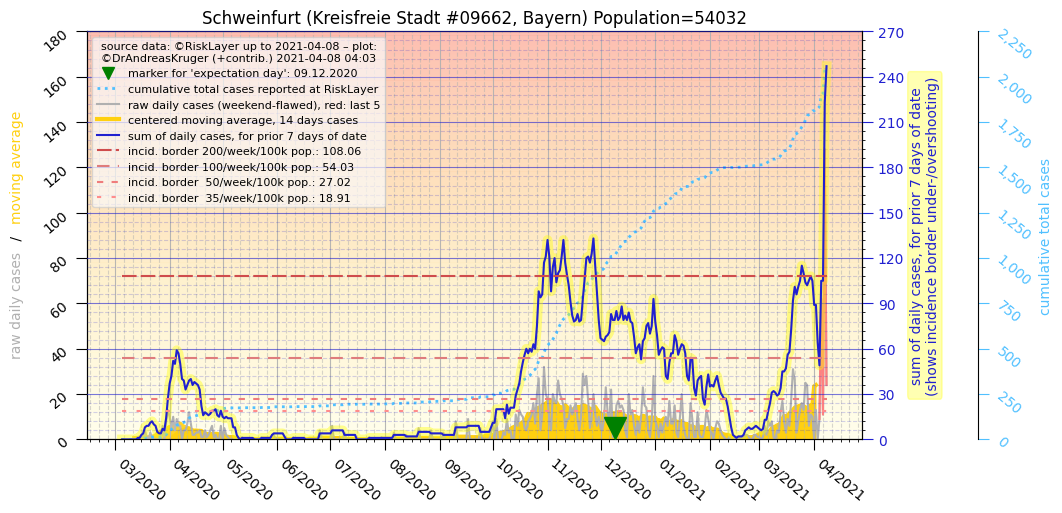 Schweinfurt (Kreisfreie Stadt #09662, Bayern) Population=54032
source data: ©RiskLayer up to 2021-04-08 – plot:
©DrAndreasKruger (+contrib.) 2021-04-08 04:03
marker for 'expectation day': 09.12.2020
cumulative total cases reported at RiskLayer
raw daily cases (weekend-flawed), red: last 5
centered moving average, 14 days cases
sum of daily cases, for prior 7 days of date
incid. border 200/week/100k pop.: 108.06
incid. border 100/week/100k pop.: 54.03
incid. border  50/week/100k pop.: 27.02
incid. border  35/week/100k pop.: 18.91
raw daily cases  /  moving average
180
160
140
120
100
80
60
40
20
0
270
240
210
180
150
120
90
60
30
0
sum of daily cases, for prior 7 days of date
(shows incidence border under-/overshooting)
2,250
2,000
1,750
1,500
1,250
1,000
750
500
250
0
cumulative total cases
03/2020
04/2020
05/2020
06/2020
07/2020
08/2020
09/2020
10/2020
11/2020
12/2020
01/2021
02/2021
03/2021
04/2021